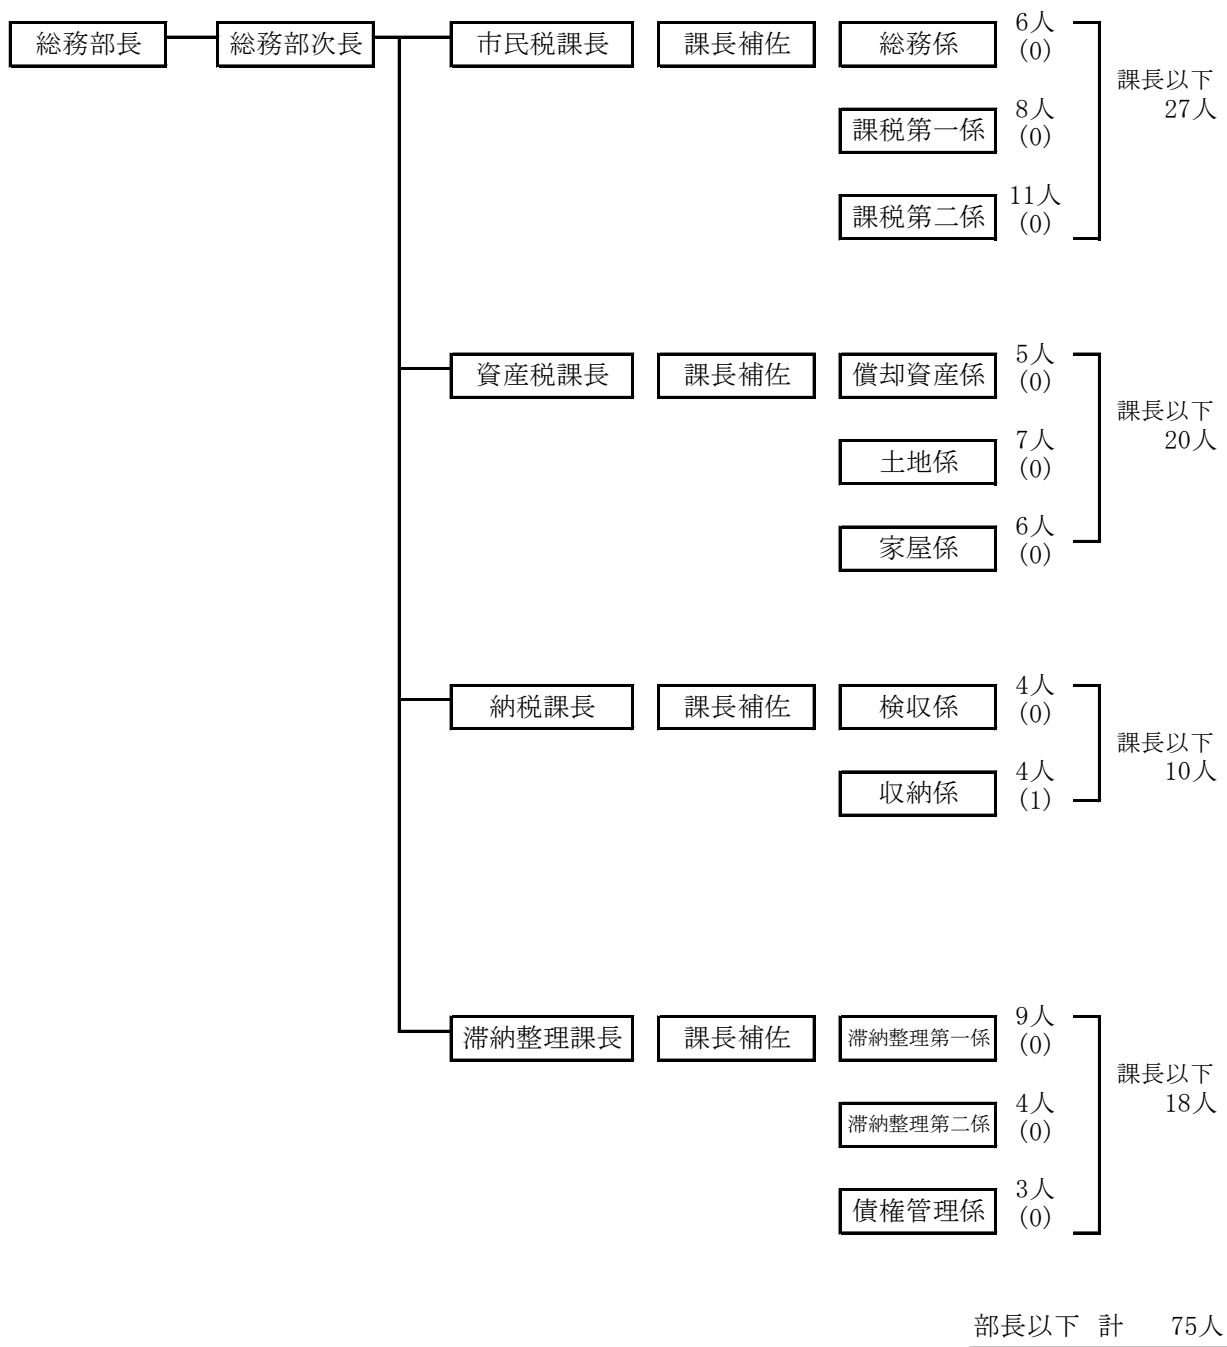 総務部長 総務部次長 市民税課長 課長補佐 総務係 6人
(0)
課長以下
27人
課税第一係 8人
(0)
課税第二係 11人
(0)
資産税課長 課長補佐 償却資産係 5人
(0)
課長以下
20人
土地係 7人
(0)
家屋係 6人
(0)
納税課長 課長補佐 検収係 4人
(0)
課長以下
10人
収納係 4人
(1)
滞納整理課長 課長補佐 滞納整理第一係 9人
(0)
課長以下
18人
滞納整理第二係 4人
(0)
債権管理係 3人
(0)
部長以下 計 75人